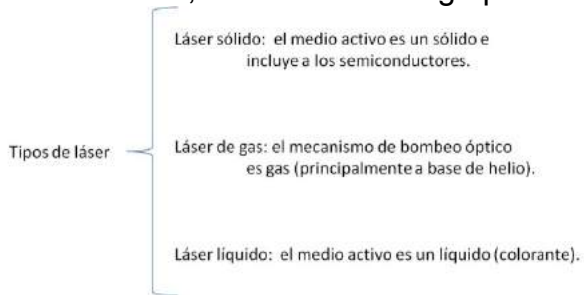 Láser sólido: el medio activo es un sólido e
incluye a los semiconductores.
Tipos de láser
Láser de gas: el mecanismo de bombeo óptico
es gas (principalmente a base de helio).
Láser líquido: el medio activo es un líquido (colorante).